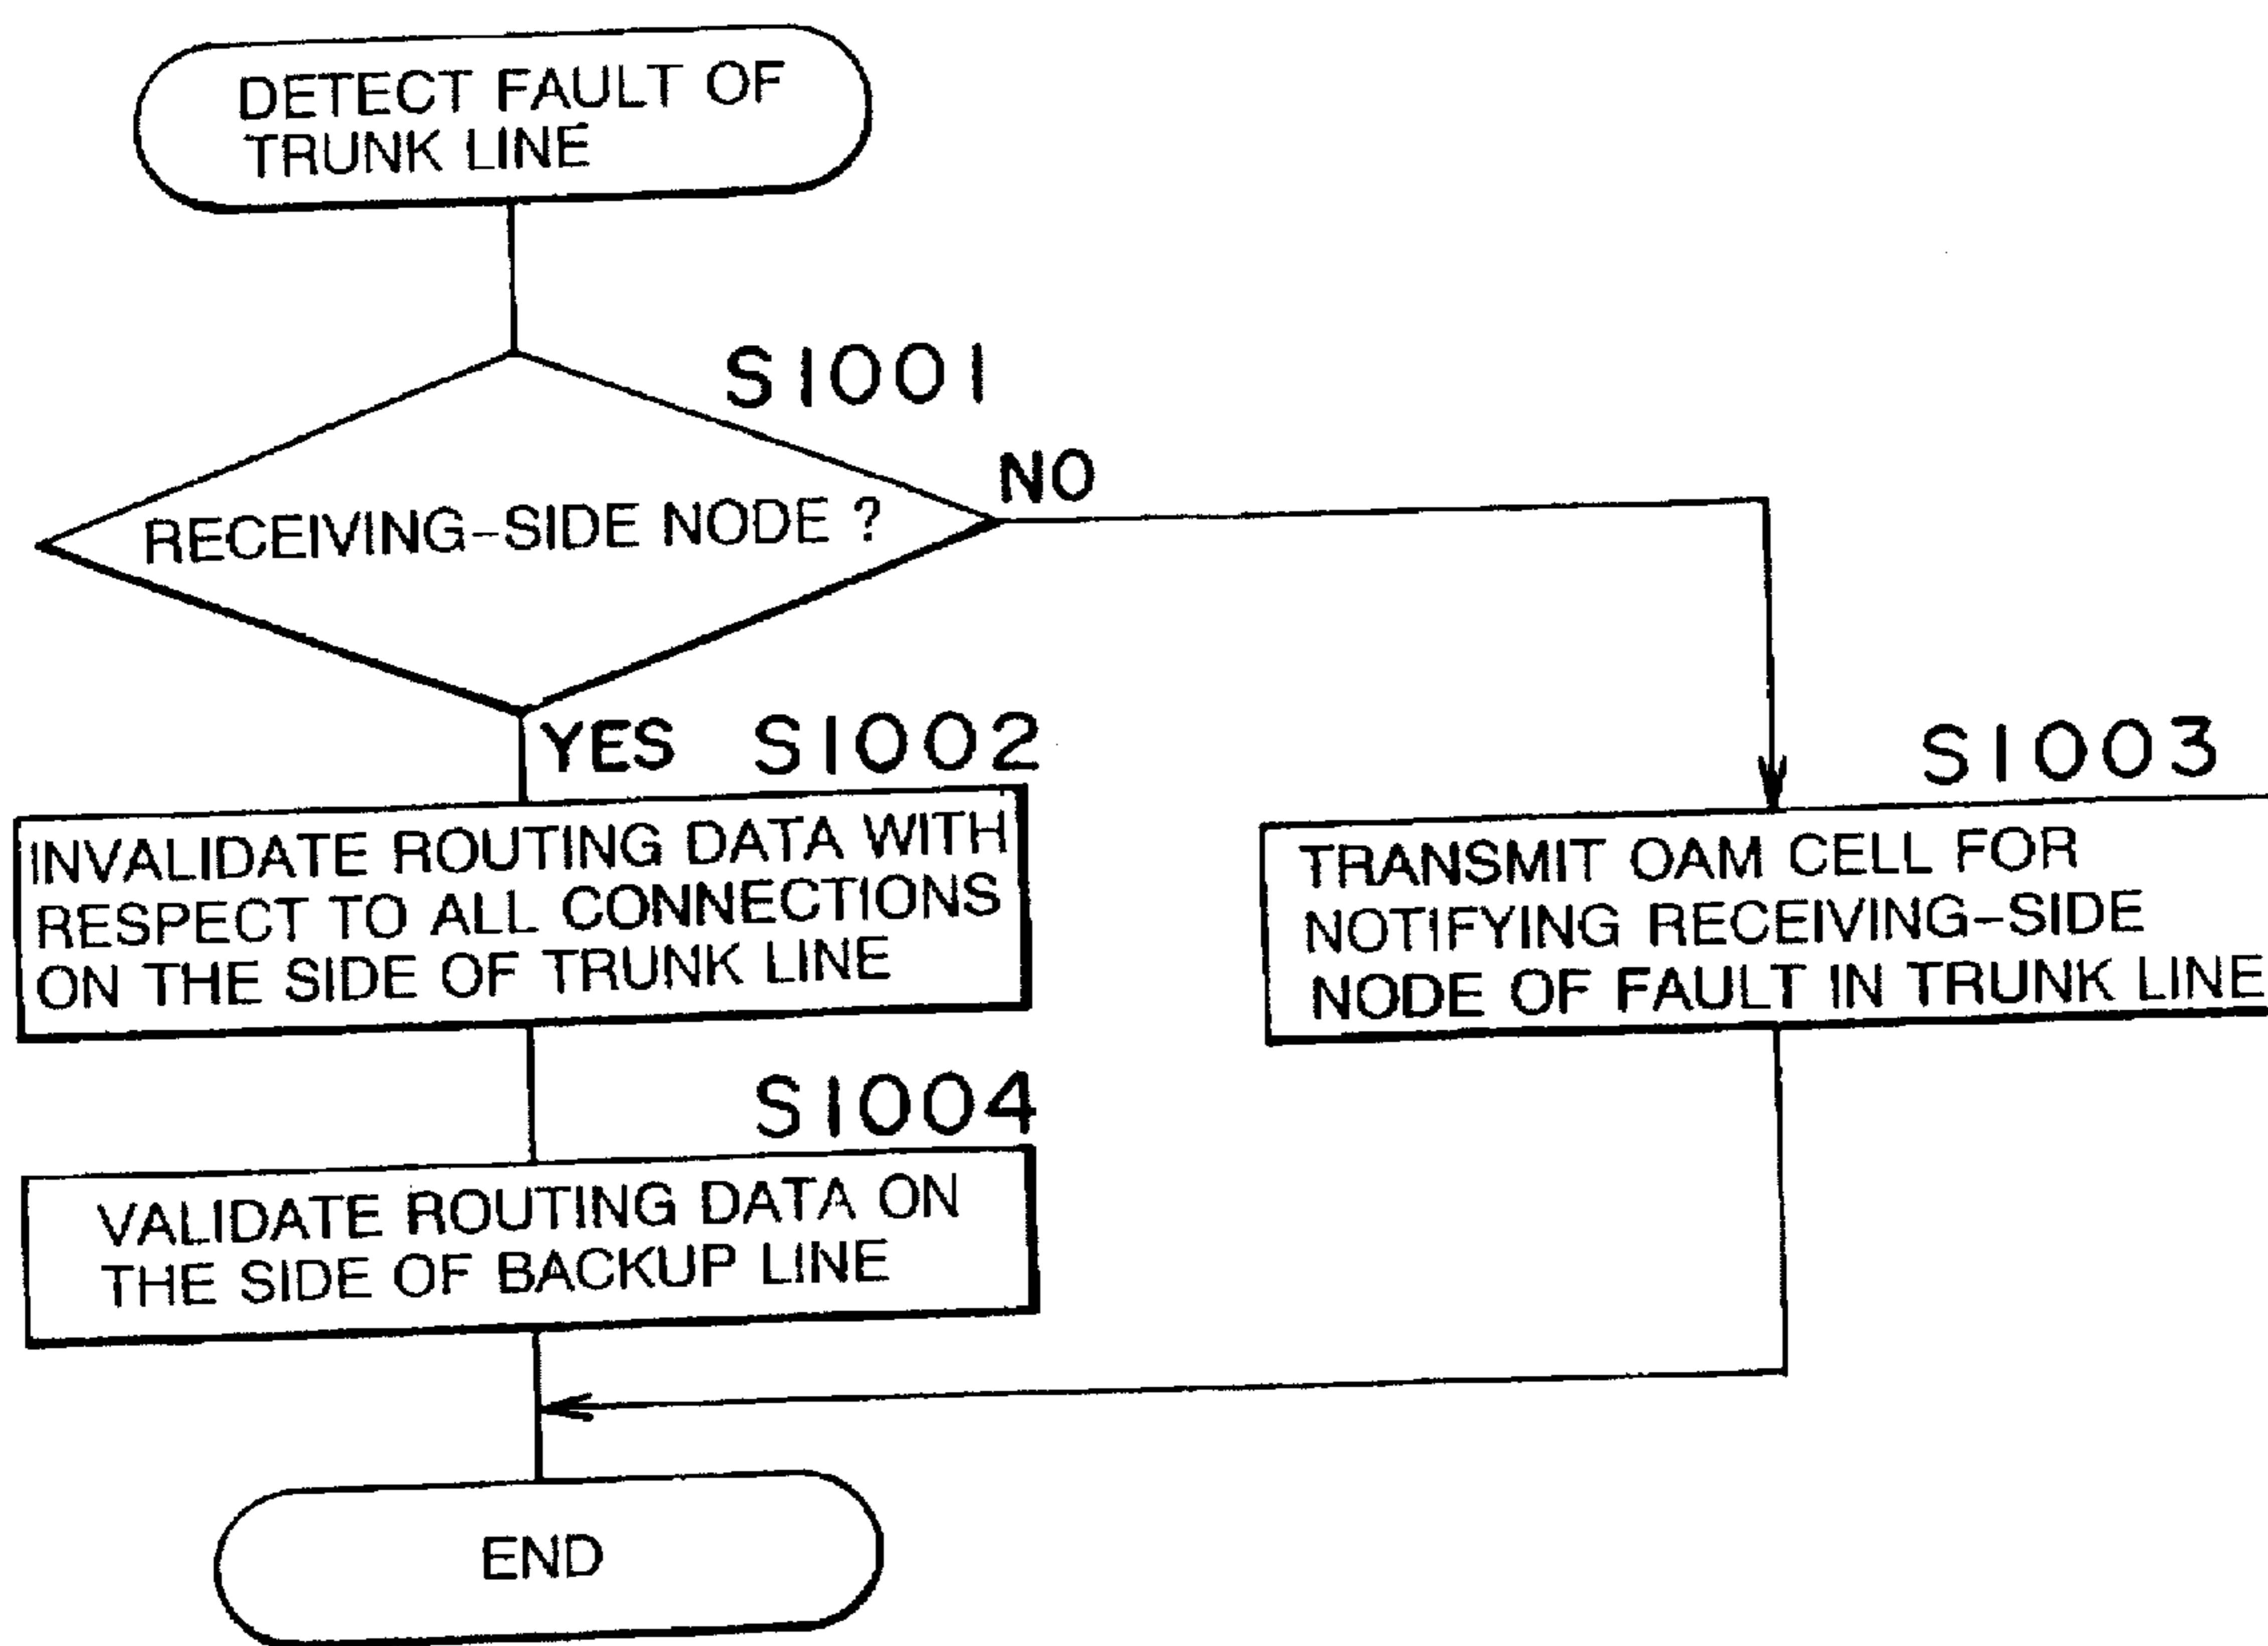 DETECT FAULT OF
TRUNK LINE
S1001
RECEIVING-SIDE NODE ?
NO
YES
S1002
INVALIDATE ROUTING DATA WITH
RESPECT TO ALL CONNECTIONS
ON THE SIDE OF TRUNK LINE
S1003
TRANSMIT OAM CELL FOR
NOTIFYING RECEIVING-SIDE
NODE OF FAULT IN TRUNK LINE
S1004
VALIDATE ROUTING DATA ON
THE SIDE OF BACKUP LINE
END